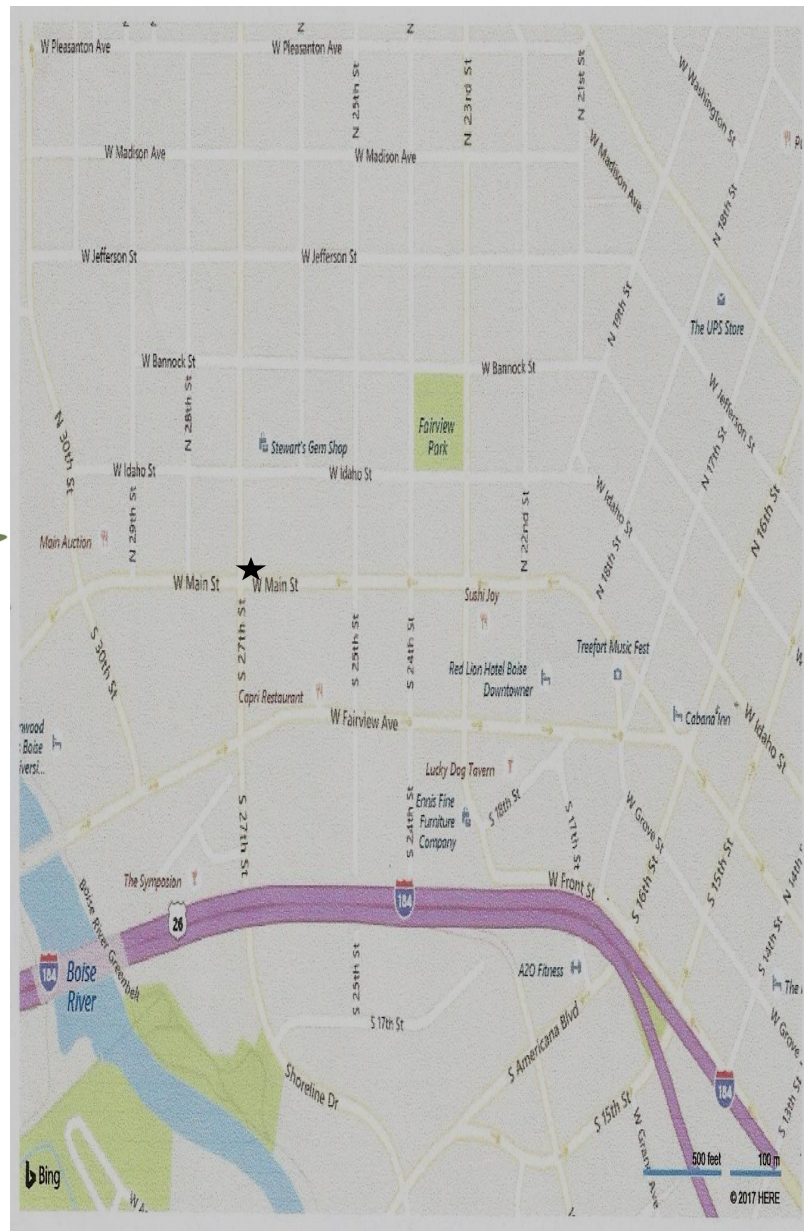 N
N
W Pleasanton Ave
W Pleasanton Ave
N 25th St
N 23rd St
N 21st St
W Washington St
W Madison Ave
W Madison Ave
W Madison Ave
N 18th St
W Jefferson St
W Jefferson St
N 19th St
The UPS Store
W Bannock St
W Bannock St
N 28th St
Fairview
Park
W Jefferson St
N 30th St
Stewart's Gem Shop
N 17th St
W Idaho St
W Idaho St
W Idaho St
N 16th St
N 29th St
N 22nd St
Main Auction
N 18th St
W Main St
W Main St
Sushi Joy
S 27th St
S 25th St
S 24th St
S 30th St
Treefort Music Fest
Red Lion Hotel Boise
Downtowner
Capri Restaurant
W Fairview Ave
Cabana Inn
W Idaho St
Boise
Lucky Dog Tavern
S 18th St
S 17th St
W Grove St
S 27th St
S 24th St
Ennis Fine
Furniture
Company
The Symposion
W Front St
S 16th St
S 15th St
N 14th
184
26
Boise River Greenbelt
S 25th St
A2O Fitness
S 14th St
184
Boise
River
The
S 17th St
S Americana Blvd
W Grove
Shoreline Dr
184
S 15th St
S 13th St
W Grand Ave
Bing
500 feet
100 m
© 2017 HERE